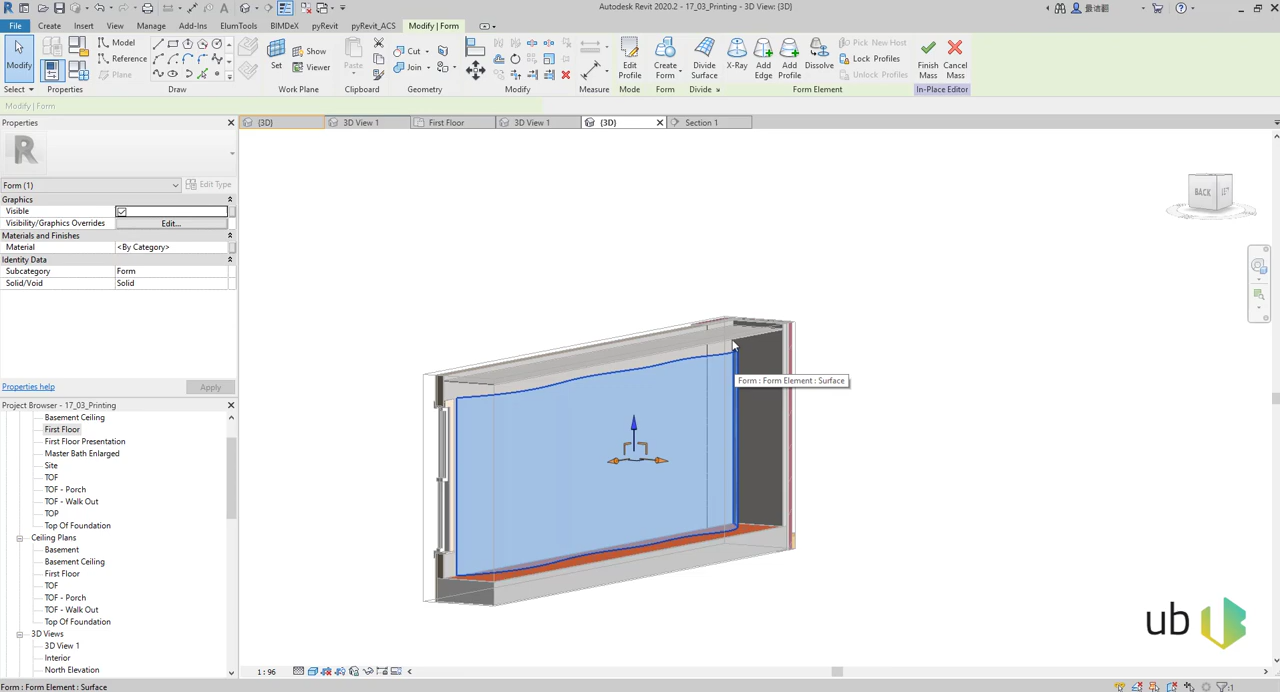 Autodesk Revit 2020.2 - 17_03_Printing - 3D View: {3D}
File Create Insert View Manage Add-Ins ElumTools BIMDeX pyRevit pyRevit_ACS Modify | Form
Modify
Select
Properties
Model
Reference
Plane
Draw
Set
Show
Viewer
Work Plane
Paste
Clipboard
Cut
Join
Geometry
Modify
Measure
Edit Profile
Mode
Create Form
Form
Divide Surface
Divide
X-Ray
Add Edge
Add Profile
Dissolve
Pick New Host
Lock Profiles
Unlock Profiles
Form Element
Finish Mass
Cancel Mass
In-Place Editor
Modify | Form
Properties
{3D} 3D View 1 First Floor 3D View 1 {3D} Section 1
R
Form (1) Edit Type
Graphics
Visible
Visibility/Graphics Overrides Edit...
Materials and Finishes
Material <By Category>
Identity Data
Subcategory Form
Solid/Void Solid
BACK
Form : Form Element : Surface
Properties help Apply
Project Browser - 17_03_Printing
Basement Ceiling
First Floor
First Floor Presentation
Master Bath Enlarged
Site
TOF
TOF - Porch
TOF - Walk Out
TOP
Top Of Foundation
Ceiling Plans
Basement
Basement Ceiling
First Floor
TOF
TOF - Porch
TOF - Walk Out
Top Of Foundation
3D Views
3D View 1
Interior
North Elevation
ub
1 : 96
Form : Form Element : Surface
:1